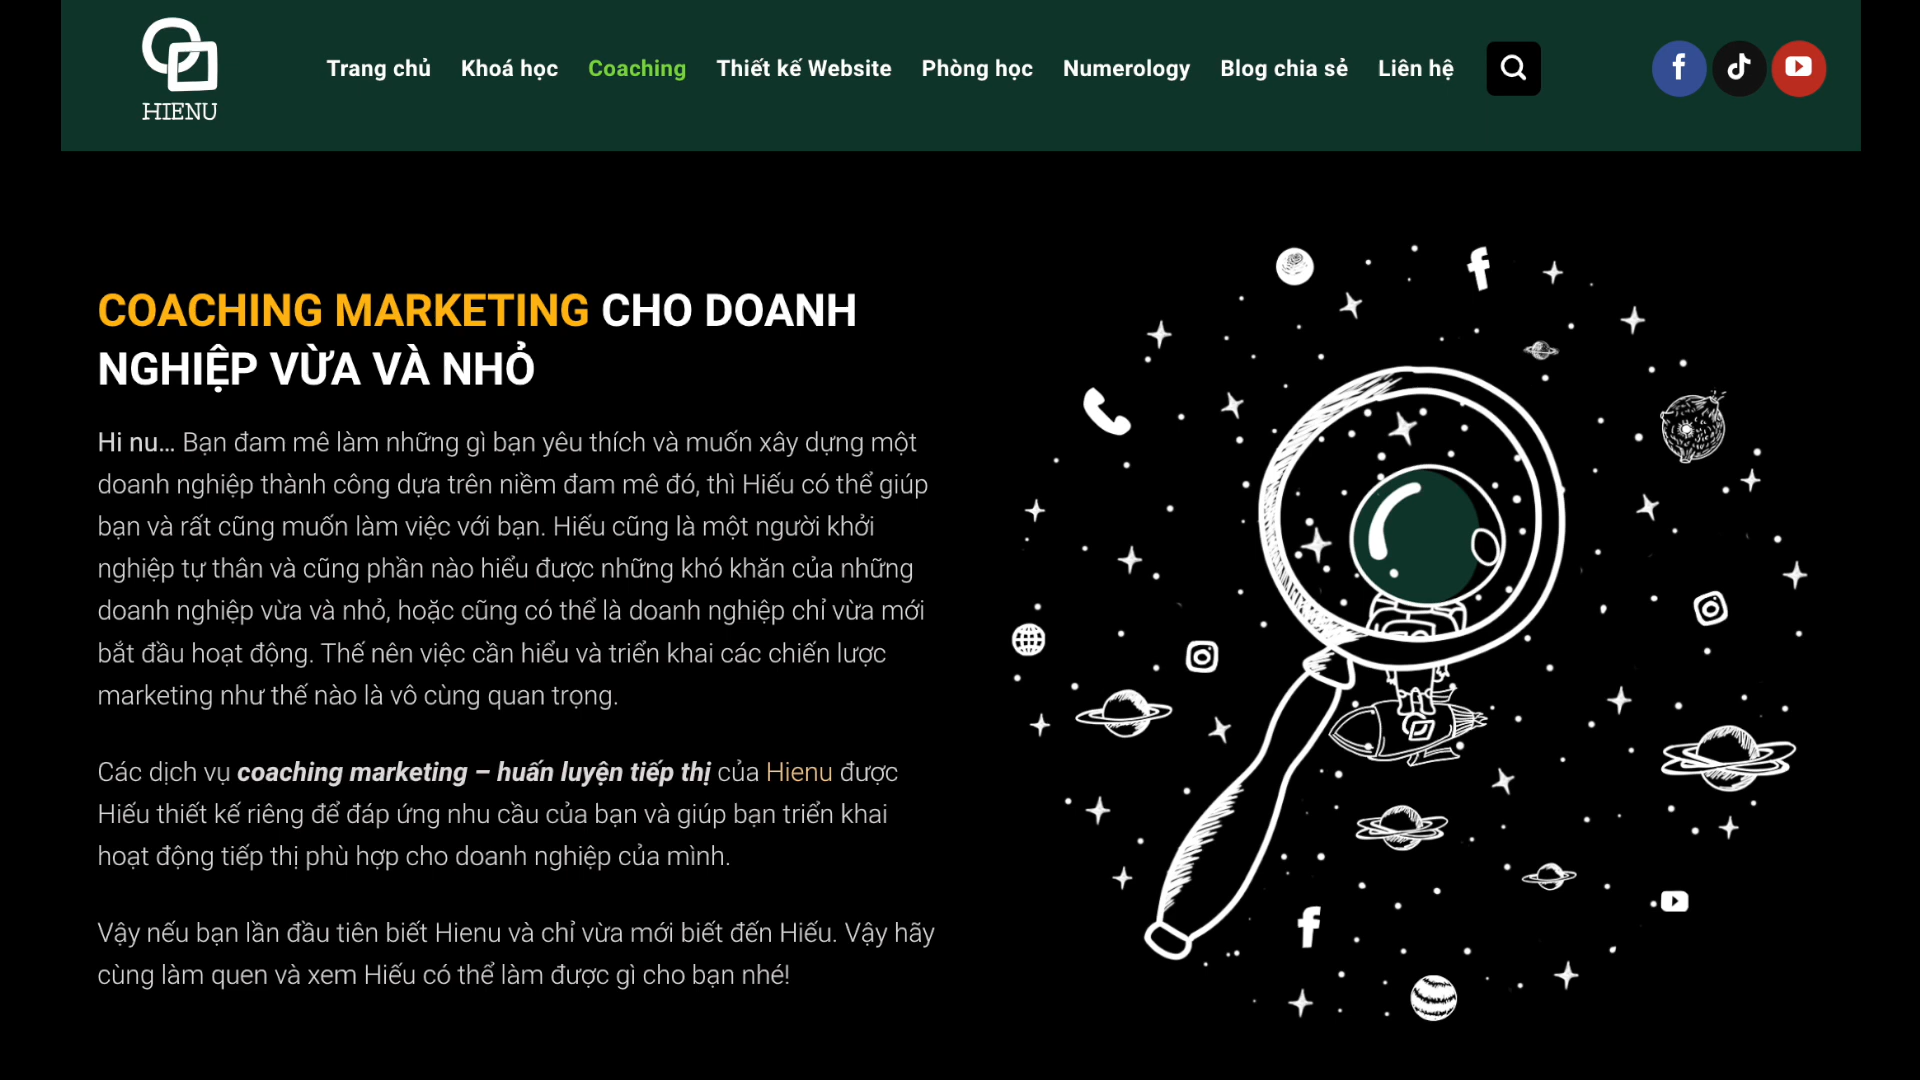 HIENU
Trang chủ
Khoá học
Coaching
Thiết kế Website
Phòng học
Numerology
Blog chia sẻ
Liên hệ
COACHING MARKETING CHO DOANH
NGHIỆP VỪA VÀ NHỎ
Hi nu... Bạn đam mê làm những gì bạn yêu thích và muốn xây dựng một
doanh nghiệp thành công dựa trên niềm đam mê đó, thì Hiếu có thể giúp
bạn và rất cũng muốn làm việc với bạn. Hiếu cũng là một người khởi
nghiệp tự thân và cũng phần nào hiểu được những khó khăn của những
doanh nghiệp vừa và nhỏ, hoặc cũng có thể là doanh nghiệp chỉ vừa mới
bắt đầu hoạt động. Thế nên việc cần hiểu và triển khai các chiến lược
marketing như thế nào là vô cùng quan trọng.
Các dịch vụ coaching marketing – huấn luyện tiếp thị của Hienu được
Hiếu thiết kế riêng để đáp ứng nhu cầu của bạn và giúp bạn triển khai
hoạt động tiếp thị phù hợp cho doanh nghiệp của mình.
Vậy nếu bạn lần đầu tiên biết Hienu và chỉ vừa mới biết đến Hiếu. Vậy hãy
cùng làm quen và xem Hiếu có thể làm được gì cho bạn nhé!